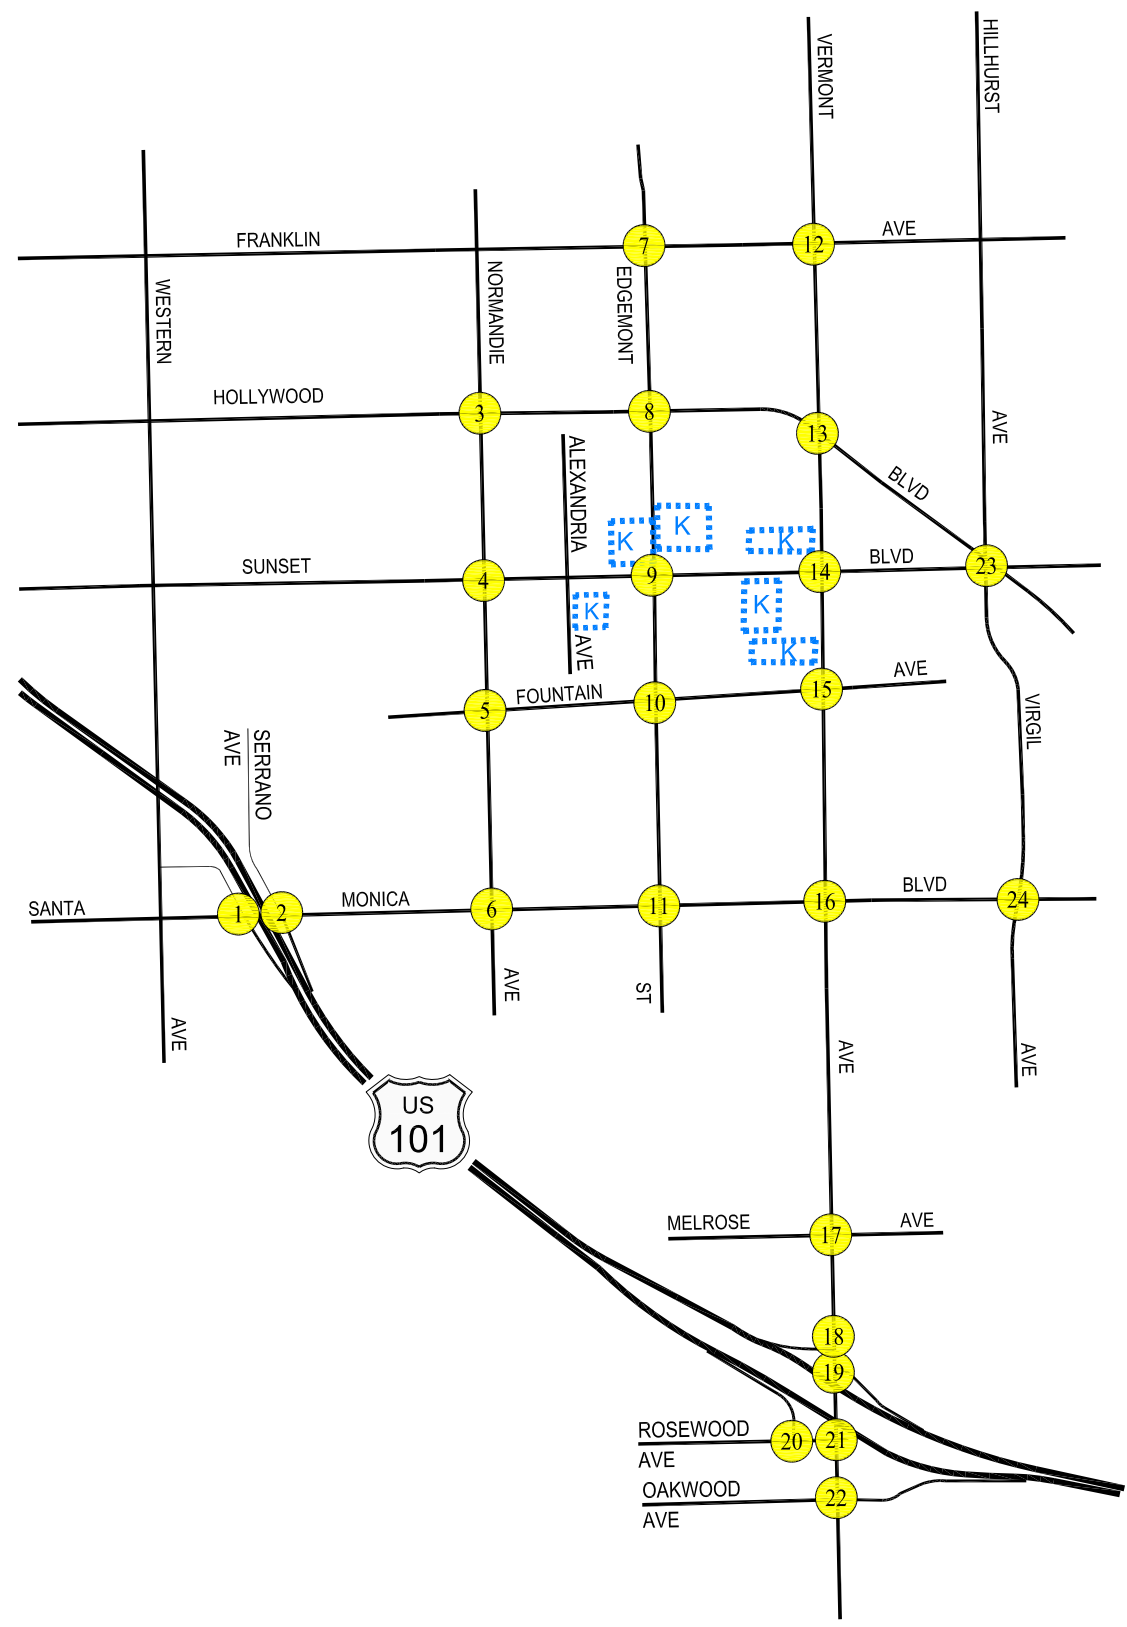 VERMONT
HILLHURST
FRANKLIN
7
12
AVE
WESTERN
NORMANDIE
EDGEMONT
HOLLYWOOD
3
8
13
AVE
ALEXANDRIA
BLVD
K
K
K
SUNSET
4
9
14
BLVD
23
K
K
K
AVE
FOUNTAIN
5
10
15
AVE
VIRGIL
SERRANO
AVE
SANTA
1
2
MONICA
6
11
16
BLVD
24
AVE
ST
AVE
AVE
AVE
US
101
MELROSE
17
AVE
18
19
ROSEWOOD
AVE
20
21
OAKWOOD
AVE
22